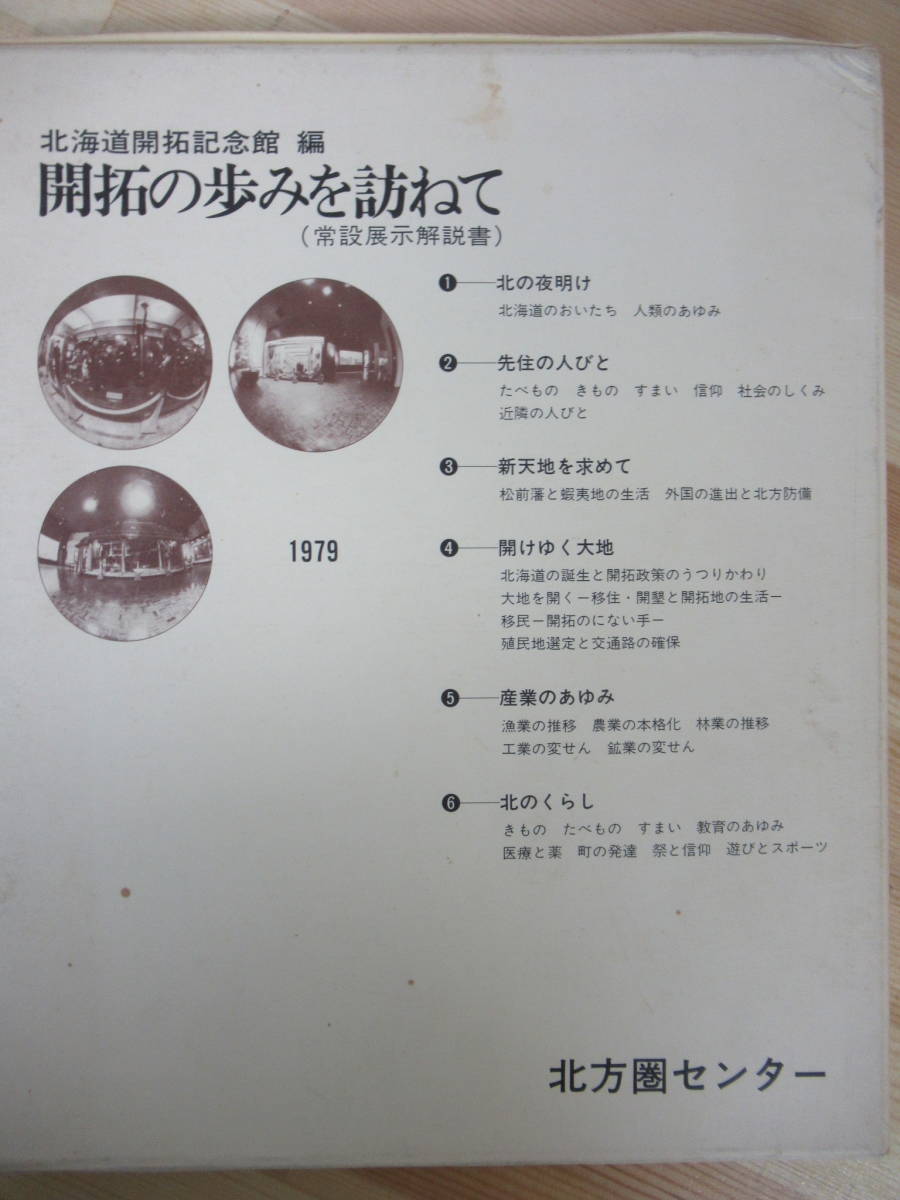 北海道開拓記念館 編
開拓の歩みを訪ねて
(常設展示解説書)
1979
❶──北の夜明け
北海道のおいたち 人類のあゆみ
❷──先住の人びと
たべもの きもの すまい 信仰 社会のしくみ
近隣の人びと
❸──新天地を求めて
松前藩と蝦夷地の生活 外国の進出と北方防備
❹──開けゆく大地
北海道の誕生と開拓政策のうつりかわり
大地を開く－移住・開墾と開拓地の生活－
移民－開拓のにない手－
殖民地選定と交通路の確保
❺──産業のあゆみ
漁業の推移 農業の本格化 林業の推移
工業の変せん 鉱業の変せん
❻──北のくらし
きもの たべもの すまい 教育のあゆみ
医療と薬 町の発達 祭と信仰 遊びとスポーツ
北方圏センター